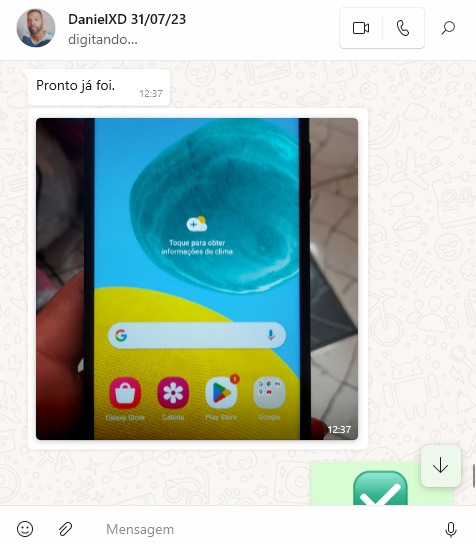 DanielXD 31/07/23
digitando...
Pronto já foi.
12:37
Toque para obter
informações do clima
Galaxy Store
Galeria
Play Store
Google
1
12:37
Mensagem